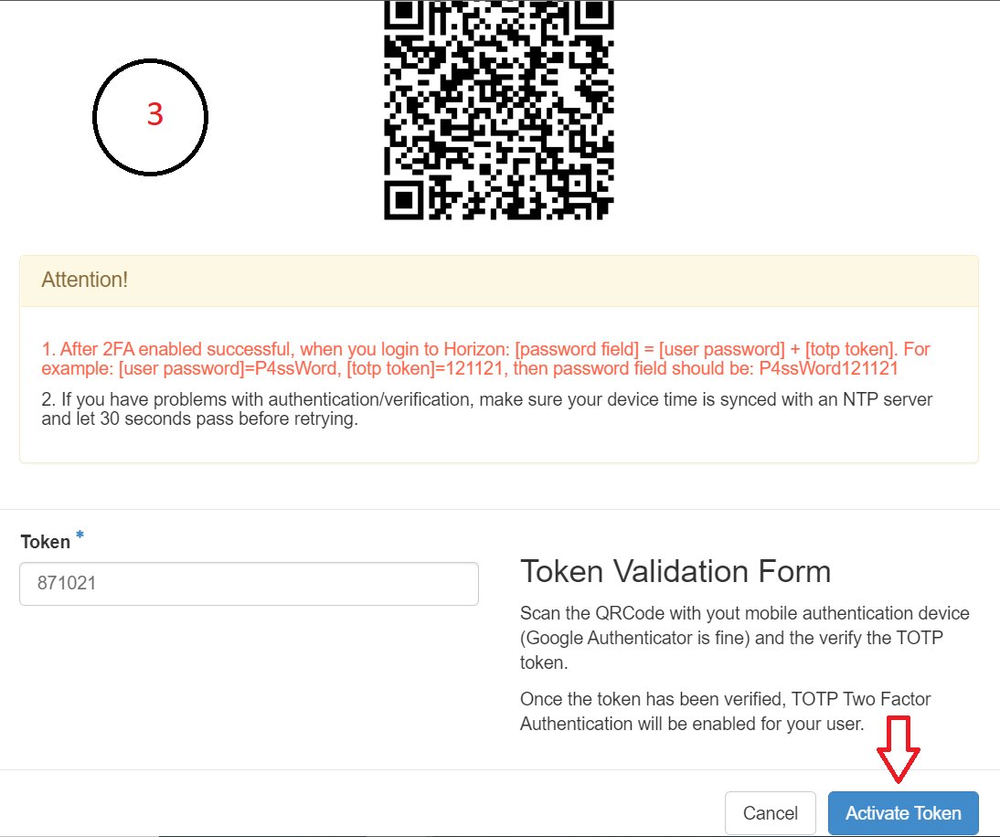 3
Attention!
1. After 2FA enabled successful, when you login to Horizon: [password field] = [user password] + [totp token]. For
example: [user password]=P4ssWord, [totp token]=121121, then password field should be: P4ssWord121121
2. If you have problems with authentication/verification, make sure your device time is synced with an NTP server
and let 30 seconds pass before retrying.
Token *
871021
Token Validation Form
Scan the QRCode with yout mobile authentication device
(Google Authenticator is fine) and the verify the TOTP
token.
Once the token has been verified, TOTP Two Factor
Authentication will be enabled for your user.
Cancel
Activate Token